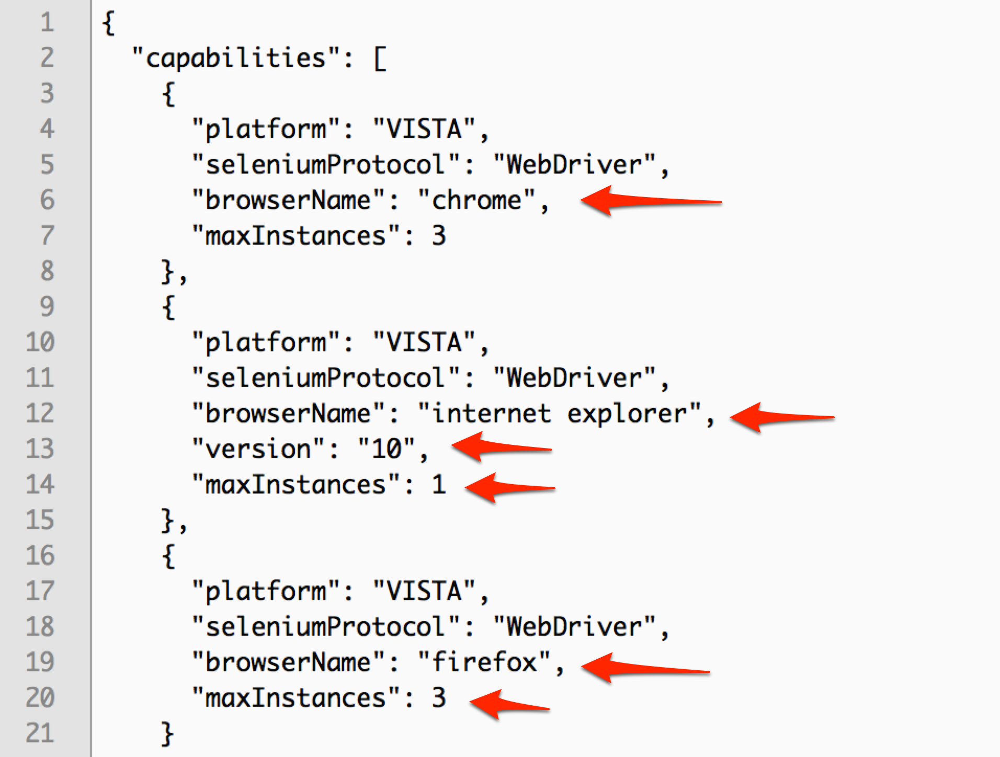 1 {
2 "capabilities": [
3 {
4 "platform": "VISTA",
5 "seleniumProtocol": "WebDriver",
6 "browserName": "chrome",
7 "maxInstances": 3
8 },
9 {
10 "platform": "VISTA",
11 "seleniumProtocol": "WebDriver",
12 "browserName": "internet explorer",
13 "version": "10",
14 "maxInstances": 1
15 },
16 {
17 "platform": "VISTA",
18 "seleniumProtocol": "WebDriver",
19 "browserName": "firefox",
20 "maxInstances": 3
21 }